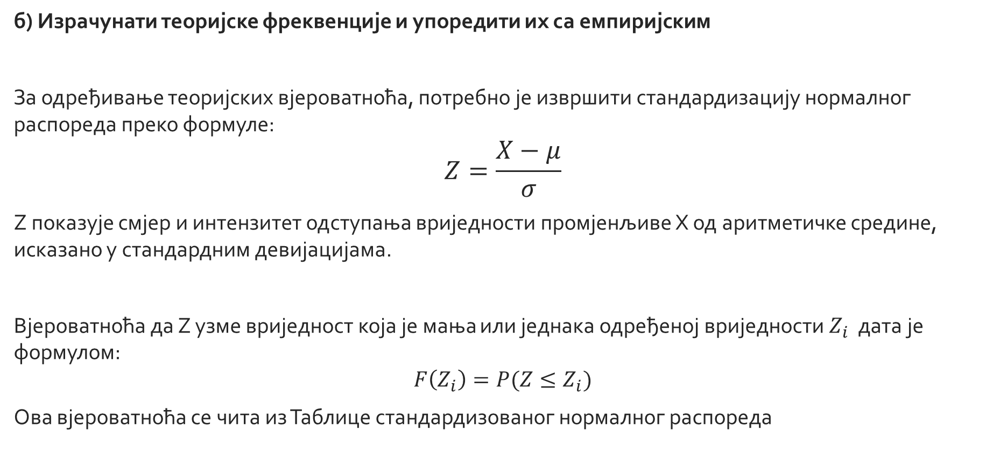 б) Израчунати теоријске фреквенције и упоредити их са емпиријским
За одређивање теоријских вјероватноћа, потребно је извршити стандардизацију нормалног
распореда преко формуле:
Z = \frac{X - μ}{σ}
Z показује смјер и интензитет одступања вриједности промјенљиве X од аритметичке средине,
исказано у стандардним девијацијама.
Вјероватноћа да Z узме вриједност која је мања или једнака одређеној вриједности Z_i дата је
формулом:
F(Z_i) = P(Z ≤ Z_i)
Ова вјероватноћа се чита из Таблице стандардизованог нормалног распореда